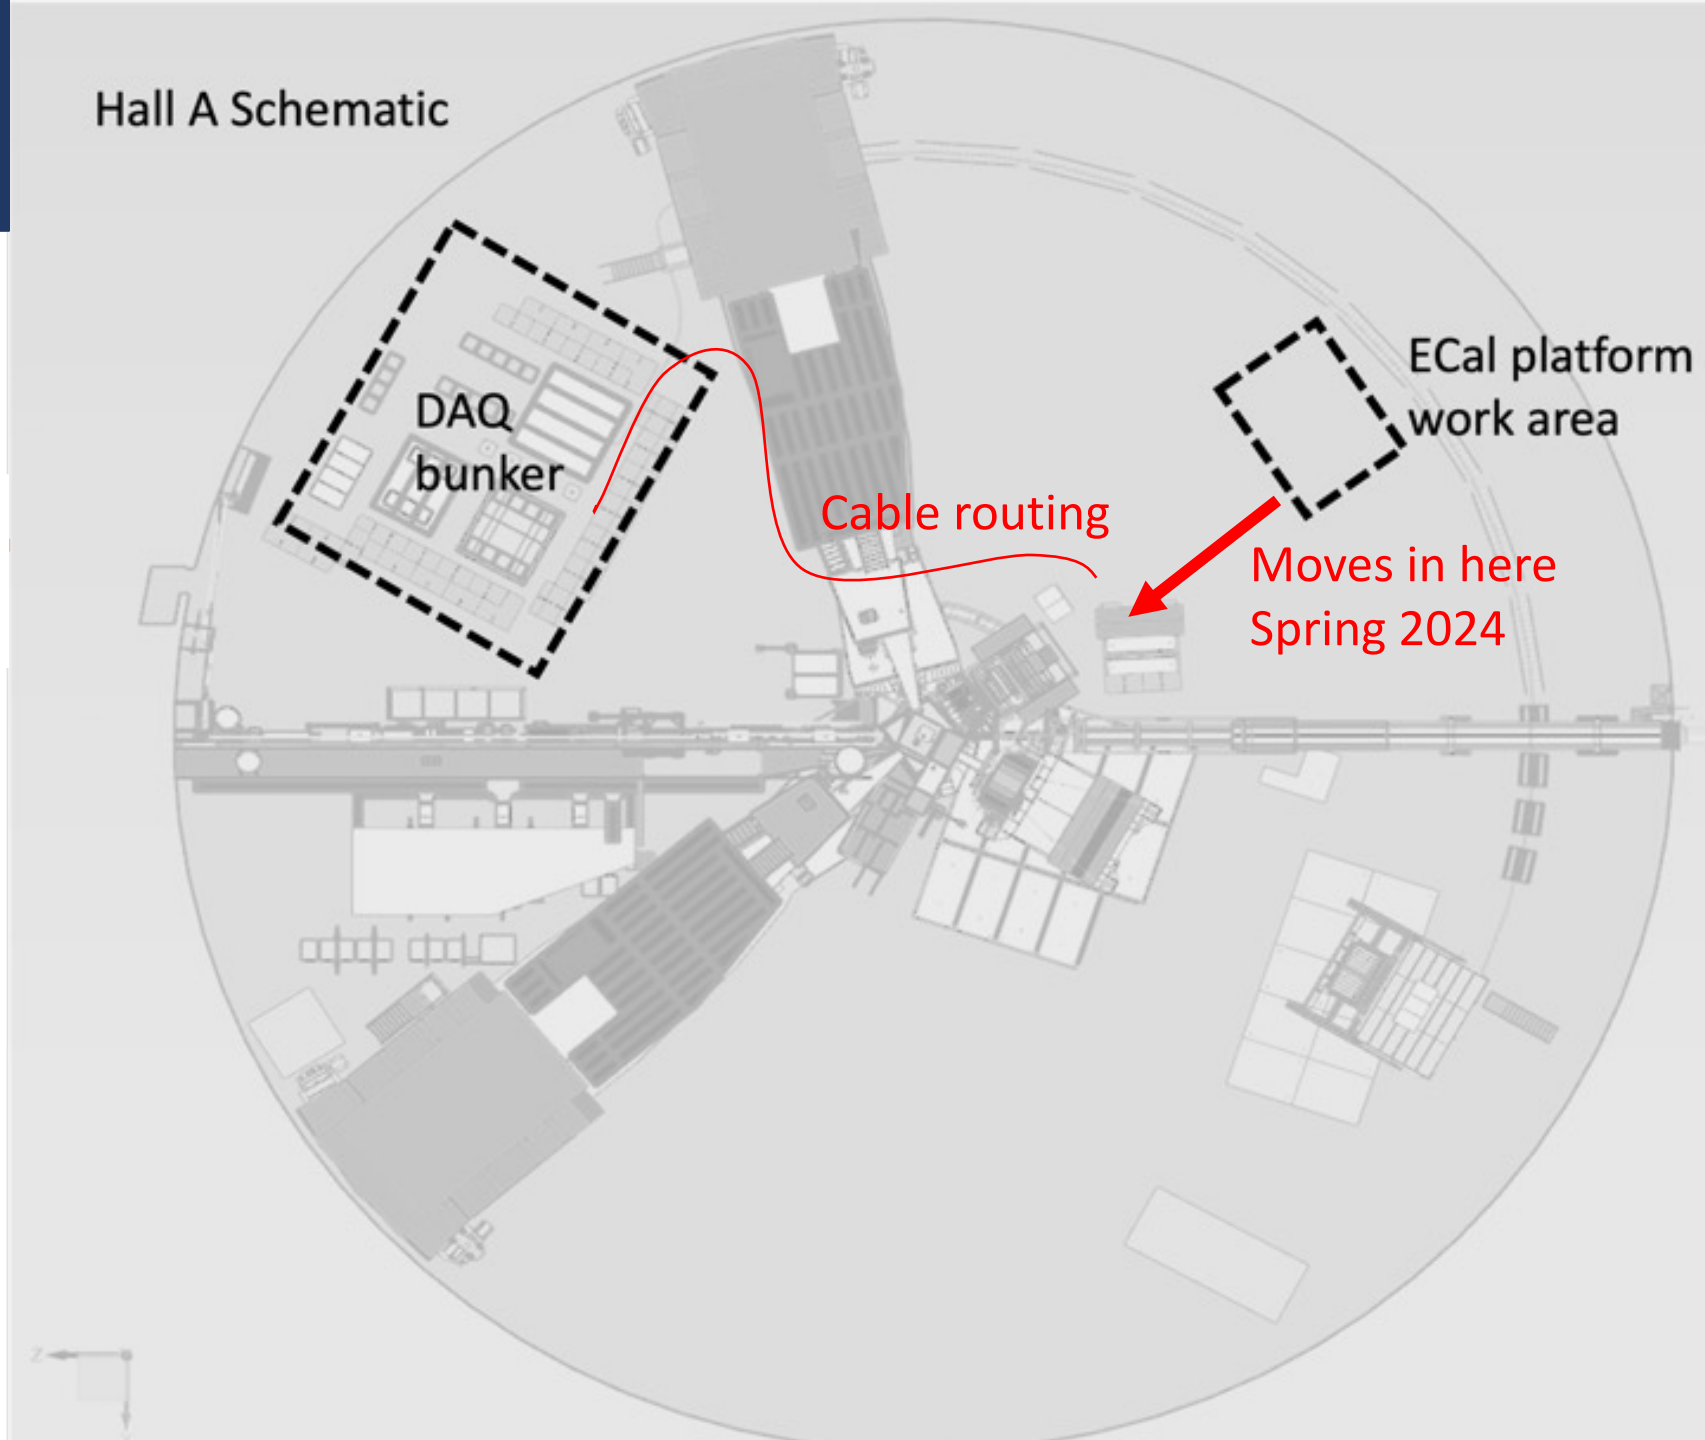 Hall A Schematic
ECal platform
work area
DAQ
bunker
Cable routing
Moves in here
Spring 2024
Z